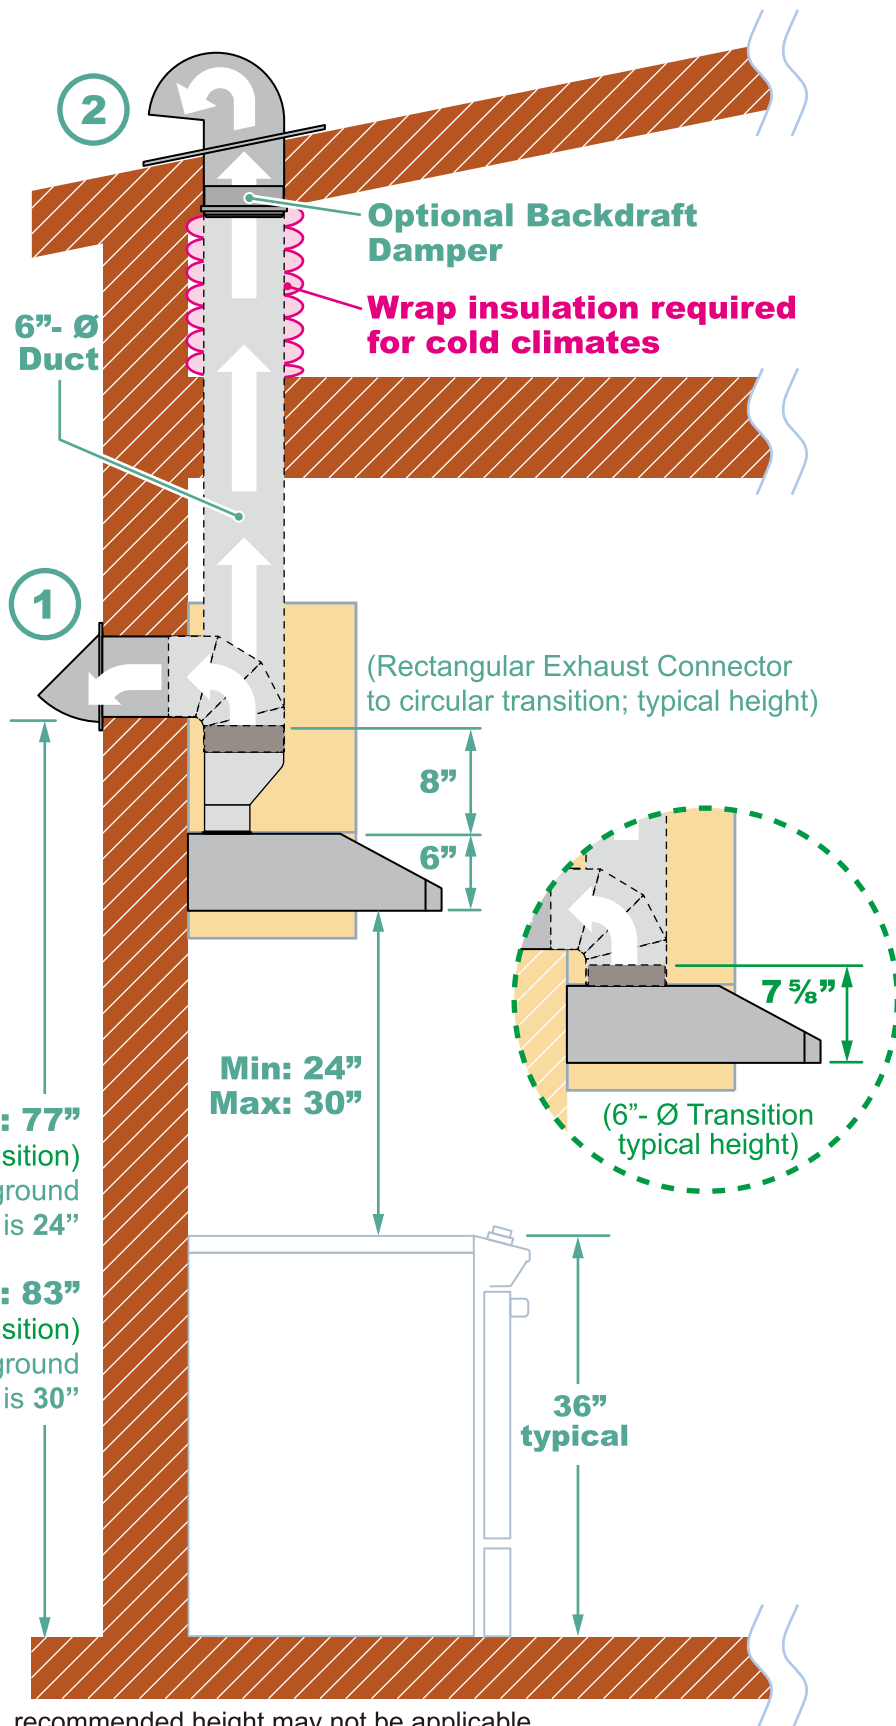 2
Optional Backdraft
Damper
Wrap insulation required
for cold climates
6”- Ø
Duct
1
(Rectangular Exhaust Connector
to circular transition; typical height)
8”
6”
7 ⅝”
(6”- Ø Transition
typical height)
Min: 24”
Max: 30”
: 77”
sition)
ground
is 24”
: 83”
sition)
ground
is 30”
36”
typical
recommended height may not be applicable